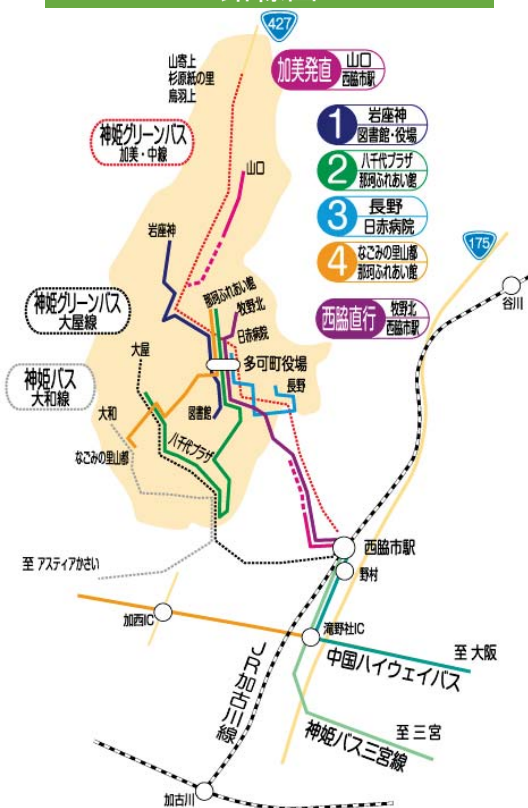 427
山寄上
杉原紙の里
鳥羽上
加美発直
山口
西脇市駅
1
岩座神
図書館・役場
神姫グリーンバス
加美・中線
2
八千代プラザ
那珂ふれあい館
山口
3
長野
日赤病院
岩座神
4
なごみの里山都
那珂ふれあい館
175
谷川
神姫グリーンバス
大屋線
那珂ふれあい館
牧野北
西脇直行
牧野北
西脇市駅
日赤病院
大屋
多可町役場
神姫バス
大和線
長野
大和
図書館
なごみの里山都
八千代プラザ
西脇市駅
至 アスティアかさい
野村
加西IC
滝野社IC
至 大阪
中国ハイウェイバス
JR加古川線
至 三宮
神姫バス三宮線
加古川